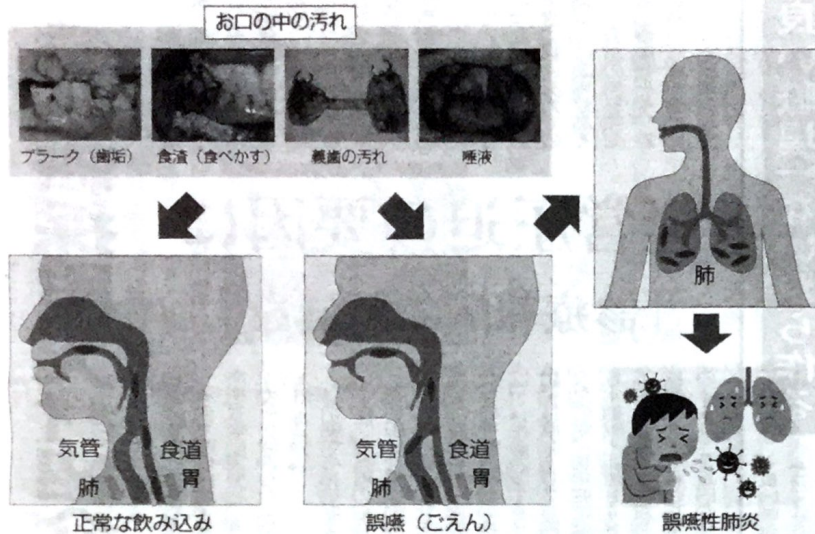 お口の中の汚れ
プラーク（歯垢）
食渣（食べかす）
義歯の汚れ
唾液
肺
気管
食道
肺
胃
正常な飲み込み
気管
食道
肺
胃
誤嚥（ごえん）
誤嚥性肺炎